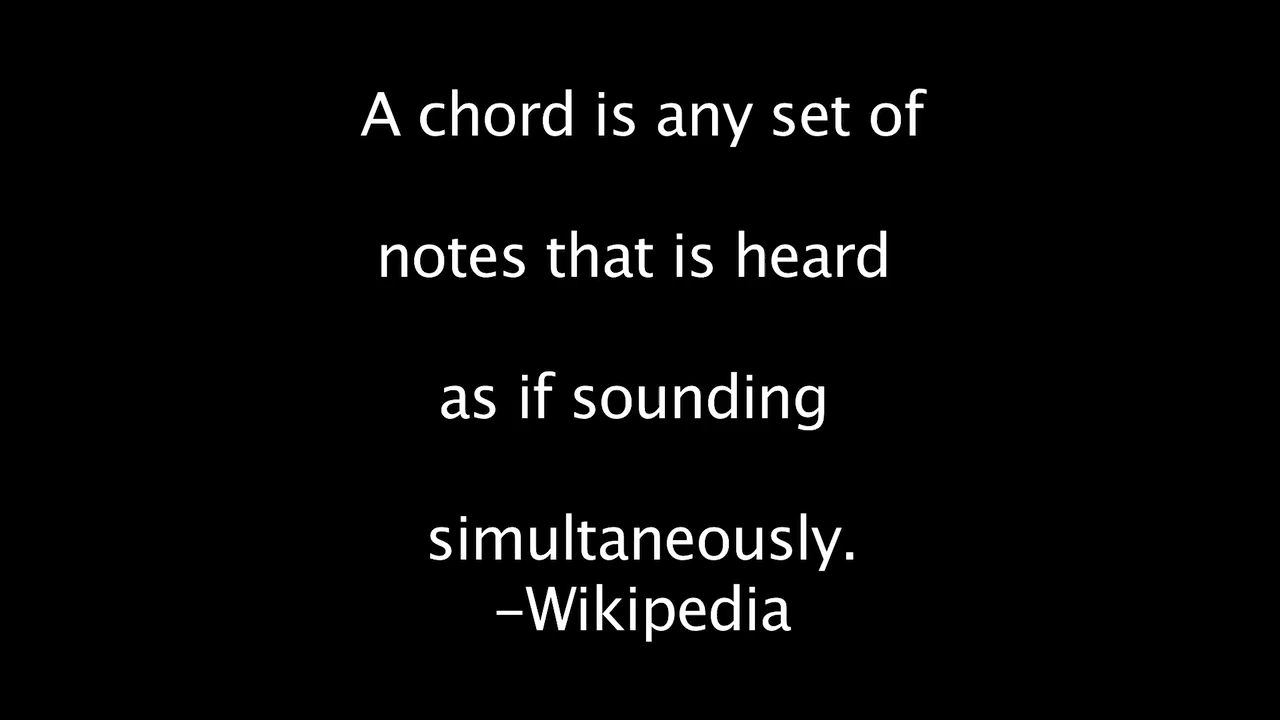 A chord is any set of
notes that is heard
as if sounding
simultaneously.
–Wikipedia